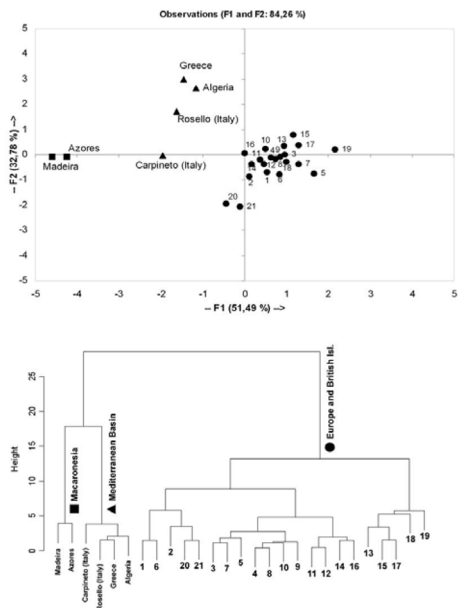 Observations (F1 and F2: 84,26 %)
5
4
3
2
1
0
-1
-2
-3
-4
-5
-- F2 (32,78 %) -->
Greece
Algeria
Rosello (Italy)
Azores
Madeira
Carpineto (Italy)
16
10
13
15
17
19
11
4
9
3
14
12
8
18
7
2
1
6
5
20
21
-5 -4 -3 -2 -1 0 1 2 3 4 5
-- F1 (51,49 %) -->
Height
0 5 10 15 20 25
Macaronesia
Mediterranean Basin
Europe and British Isl.
Madeira
Azores
Carpineto (Italy)
Rosello (Italy)
Greece
Algeria
1 6 2 20 21 3 7 5 4 8 10 9 11 12 14 16 13 15 17 18 19